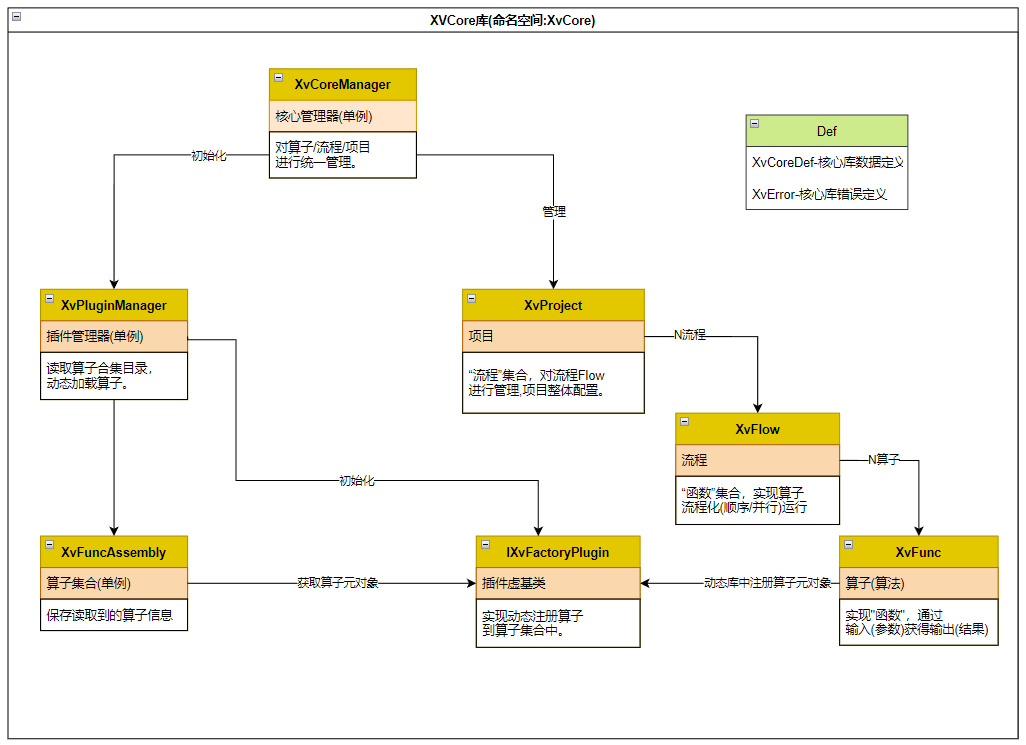 XVCore库(命名空间:XvCore)
XvCoreManager
核心管理器(单例)
对算子/流程/项目
进行统一管理。
Def
XvCoreDef-核心库数据定义
XvError-核心库错误定义
初始化
管理
XvPluginManager
插件管理器(单例)
读取算子合集目录，
动态加载算子。
XvProject
项目
“流程”集合，对流程Flow
进行管理,项目整体配置。
N流程
XvFlow
流程
“函数”集合，实现算子
流程化(顺序/并行)运行
N算子
初始化
XvFuncAssembly
算子集合(单例)
保存读取到的算子信息
获取算子元对象
IXvFactoryPlugin
插件虚基类
实现动态注册算子
到算子集合中。
动态库中注册算子元对象
XvFunc
算子(算法)
实现"函数"，通过
输入(参数)获得输出(结果)